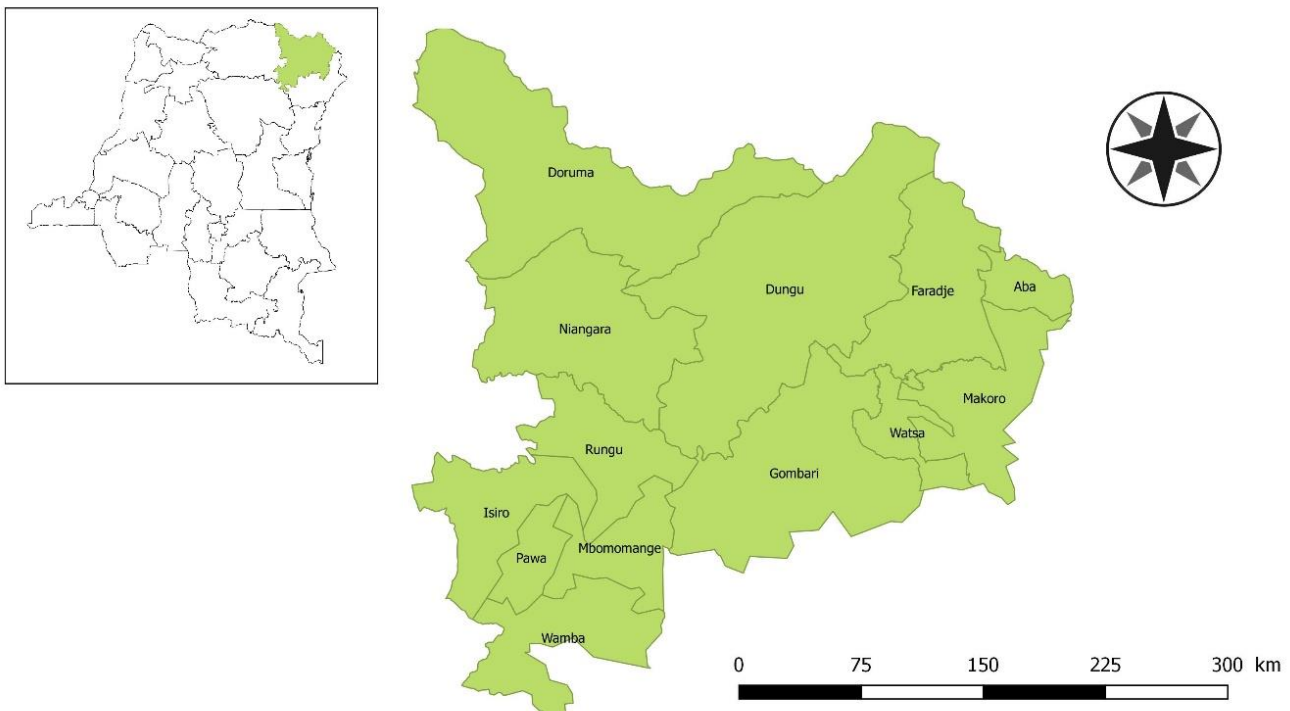 Doruma
Dungu
Faradje
Aba
Niangara
Makoro
Watsa
Rungu
Gombari
Isiro
Pawa
Mbomomange
Wamba
0 75 150 225 300 km